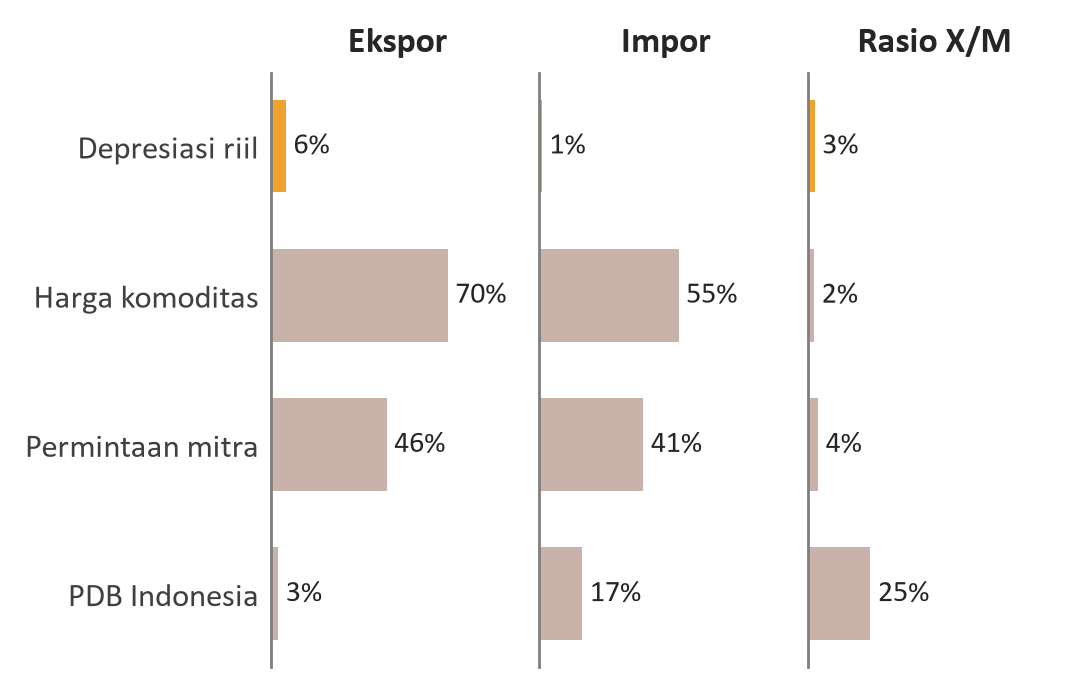 Ekspor Impor Rasio X/M
Depresiasi riil 6% 1% 3%
Harga komoditas 70% 55% 2%
Permintaan mitra 46% 41% 4%
PDB Indonesia 3% 17% 25%